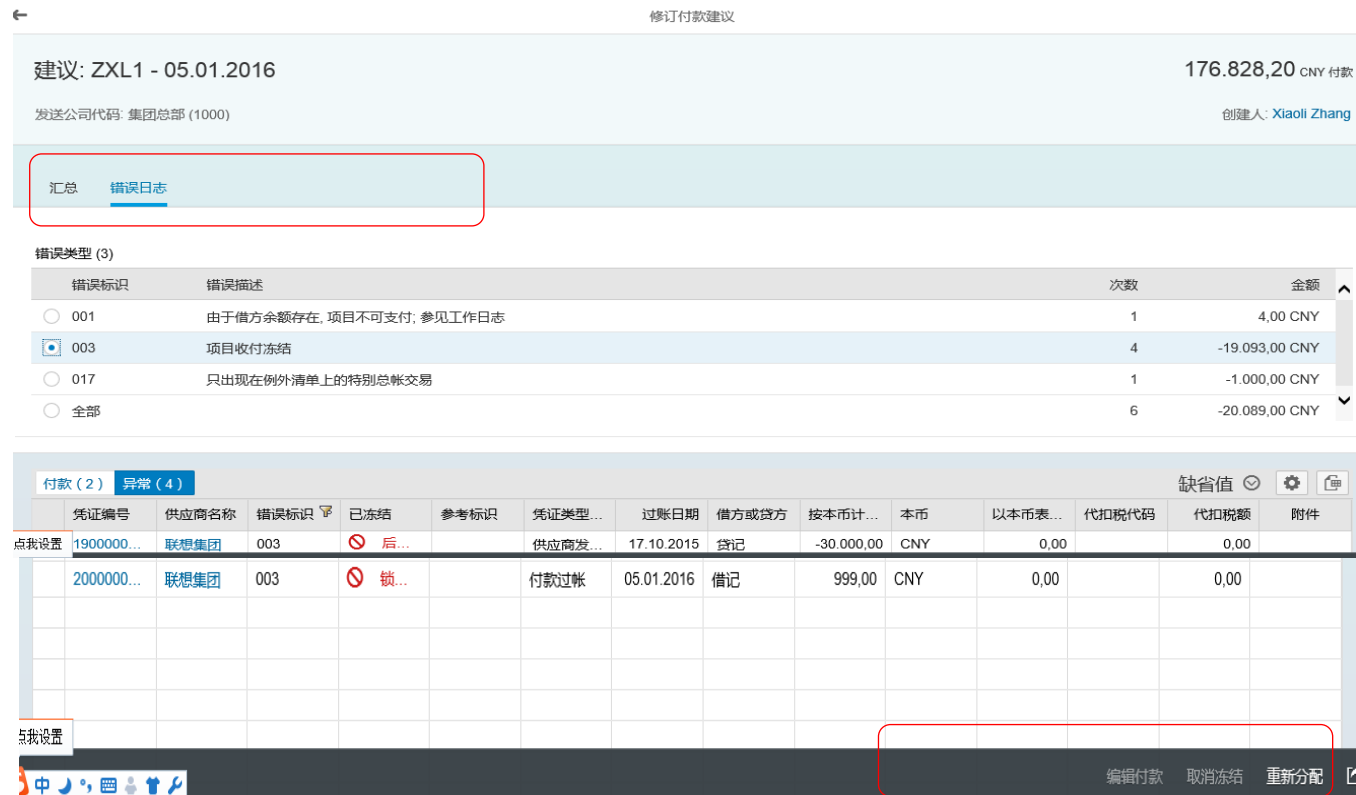 修订付款建议
建议: ZXL1 - 05.01.2016
176.828,20 CNY 付款
发送公司代码: 集团总部 (1000)
创建人: Xiaoli Zhang
汇总 错误日志
错误类型 (3)
错误标识 错误描述 次数 金额
001 由于借方余额存在, 项目不可支付; 参见工作日志 1 4,00 CNY
003 项目收付冻结 4 -19.093,00 CNY
017 只出现在例外清单上的特别总帐交易 1 -1.000,00 CNY
全部 6 -20.089,00 CNY
付款 ( 2 ) 异常 ( 4 ) 缺省值
凭证编号 供应商名称 错误标识 已冻结 参考标识 凭证类型... 过账日期 借方或贷方 按本币计... 本币 以本币表... 代扣税代码 代扣税额 附件
点我设置 1900000... 联想集团 003 后... 供应商发... 17.10.2015 贷记 -30.000,00 CNY 0,00 0,00
2000000... 联想集团 003 锁... 付款过帐 05.01.2016 借记 999,00 CNY 0,00 0,00
点我设置
编辑付款 取消冻结 重新分配
中